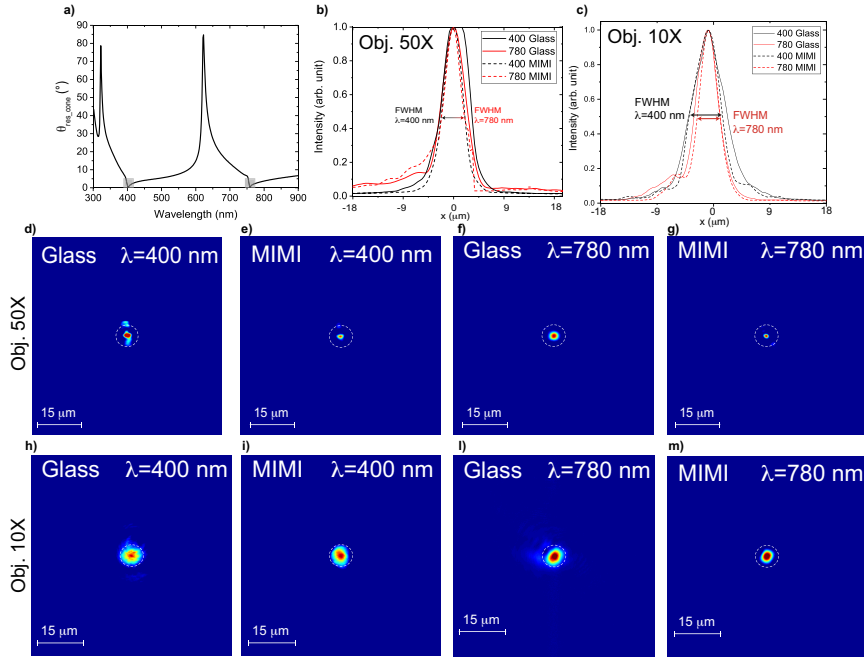 a)
90
80
70
60
50
40
30
20
10
0
θres_cone (°)
300 400 500 600 700 800 900
Wavelength (nm)
b)
Obj. 50X
400 Glass
780 Glass
400 MIMI
780 MIMI
FWHM
λ=400 nm
FWHM
λ=780 nm
1.0
0.8
0.6
0.4
0.2
0.0
Intensity (arb. unit)
-18 -9 0 9 18
x (μm)
c)
Obj. 10X
400 Glass
780 Glass
400 MIMI
780 MIMI
FWHM
λ=400 nm
FWHM
λ=780 nm
1.0
0.8
0.6
0.4
0.2
0.0
Intensity (arb. unit)
-18 -9 0 9 18
x (μm)
Obj. 50X
d)
Glass λ=400 nm
15 μm
e)
MIMI λ=400 nm
15 μm
f)
Glass λ=780 nm
15 μm
g)
MIMI λ=780 nm
15 μm
Obj. 10X
h)
Glass λ=400 nm
15 μm
i)
MIMI λ=400 nm
15 μm
l)
Glass λ=780 nm
15 μm
m)
MIMI λ=780 nm
15 μm